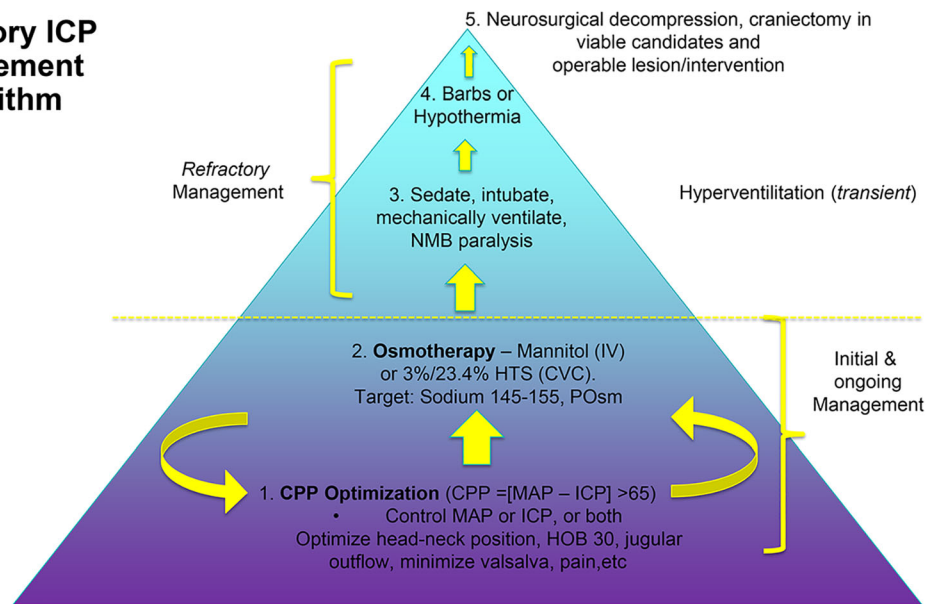 ory ICP
ement
ithm
5. Neurosurgical decompression, craniectomy in
viable candidates and
operable lesion/intervention
4. Barbs or
Hypothermia
Refractory
Management
3. Sedate, intubate,
mechanically ventilate,
NMB paralysis
Hyperventilitation (transient)
2. Osmotherapy – Mannitol (IV)
or 3%/23.4% HTS (CVC).
Target: Sodium 145-155, POsm
Initial &
ongoing
Management
1. CPP Optimization (CPP =[MAP – ICP] >65)
• Control MAP or ICP, or both
Optimize head-neck position, HOB 30, jugular
outflow, minimize valsalva, pain,etc